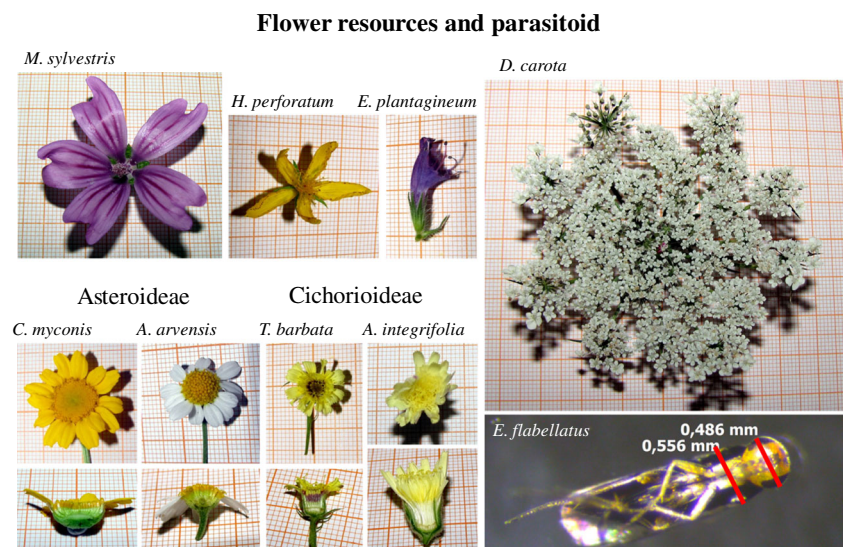 Flower resources and parasitoid
M. sylvestris
H. perforatum
E. plantagineum
D. carota
Asteroideae
Cichorioideae
C. myconis
A. arvensis
T. barbata
A. integrifolia
E. flabellatus
0,486 mm
0,556 mm